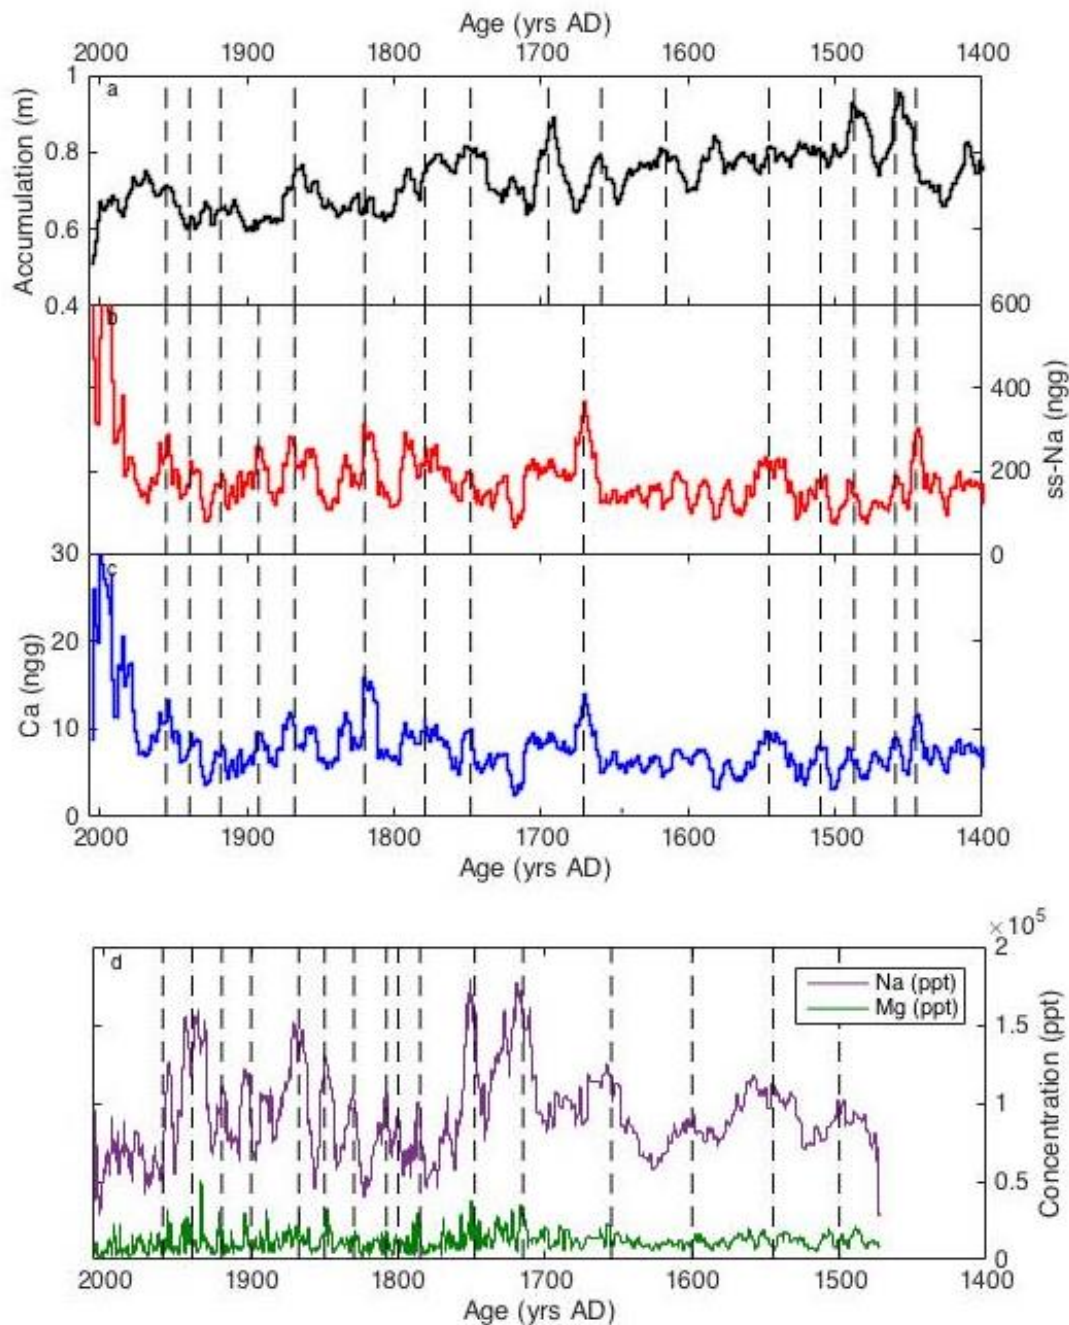 Age (yrs AD)
2000 1900 1800 1700 1600 1500 1400
1
a
0.8
0.6
0.4
Accumulation (m)
b
600
400
200
0
ss-Na (ngg)
30
c
20
10
0
Ca (ngg)
2000 1900 1800 1700 1600 1500 1400
Age (yrs AD)
×10⁵
d
2
1.5
1
0.5
0
Concentration (ppt)
Na (ppt)
Mg (ppt)
2000 1900 1800 1700 1600 1500 1400
Age (yrs AD)